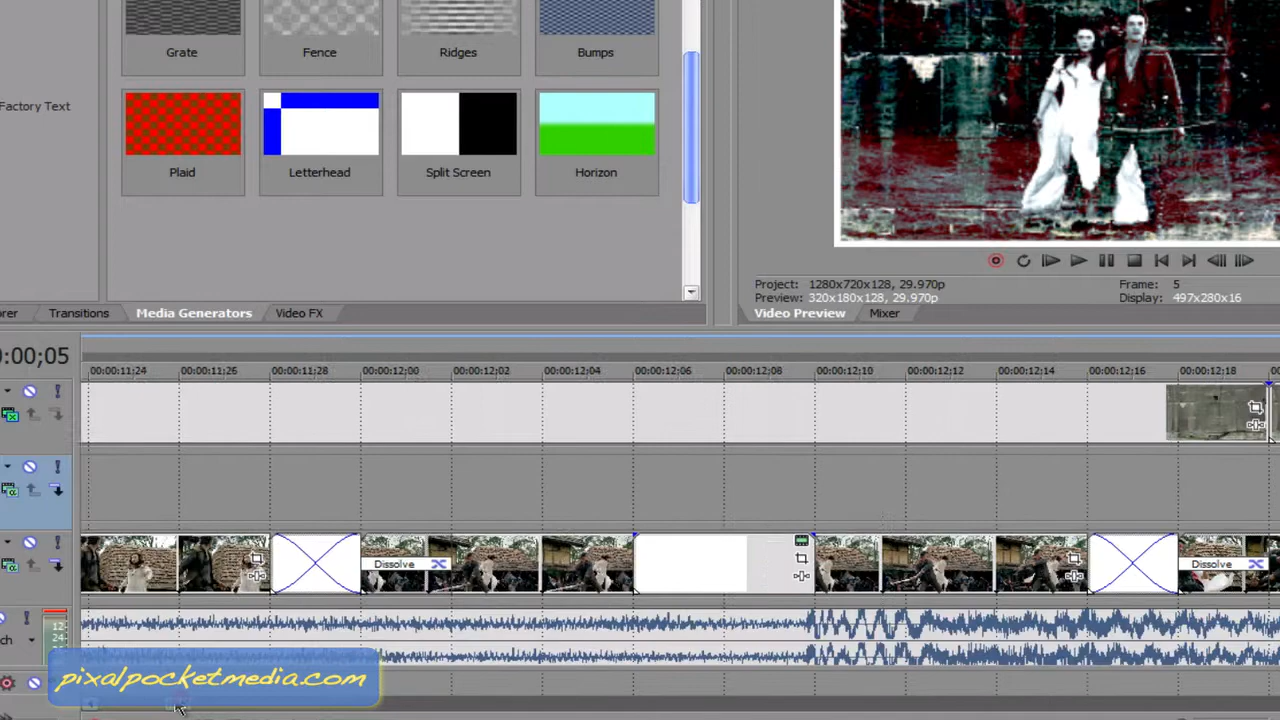 Grate
Fence
Ridges
Bumps
Factory Text
Plaid
Letterhead
Split Screen
Horizon
Project: 1280x720x128, 29.970p
Frame: 5
Preview: 320x180x128, 29.970p
Display: 497x280x16
Transitions
Media Generators
Video FX
Video Preview
Mixer
00:00:11;24
00:00:11;26
00:00:11;28
00:00:12;00
00:00:12;02
00:00:12;04
00:00:12;06
00:00:12;08
00:00:12;10
00:00:12;12
00:00:12;14
00:00:12;16
00:00:12;18
Dissolve
Dissolve
12
24
pixalpocketmedia.com